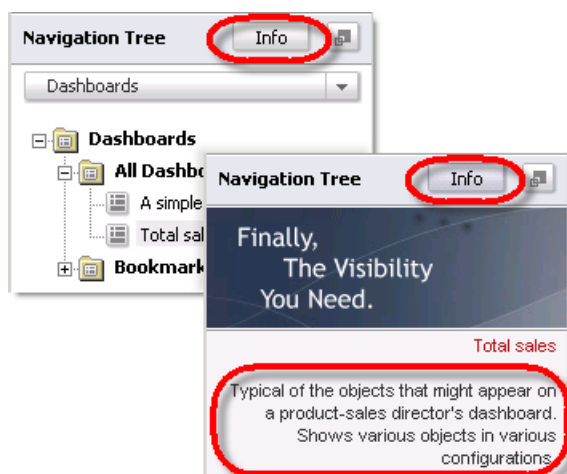 Navigation Tree Info
Dashboards
Dashboards
All Dashbo
A simple
Total sal
Bookmark
Navigation Tree Info
Finally,
The Visibility
You Need.
Total sales
Typical of the objects that might appear on
a product-sales director's dashboard.
Shows various objects in various
configurations.